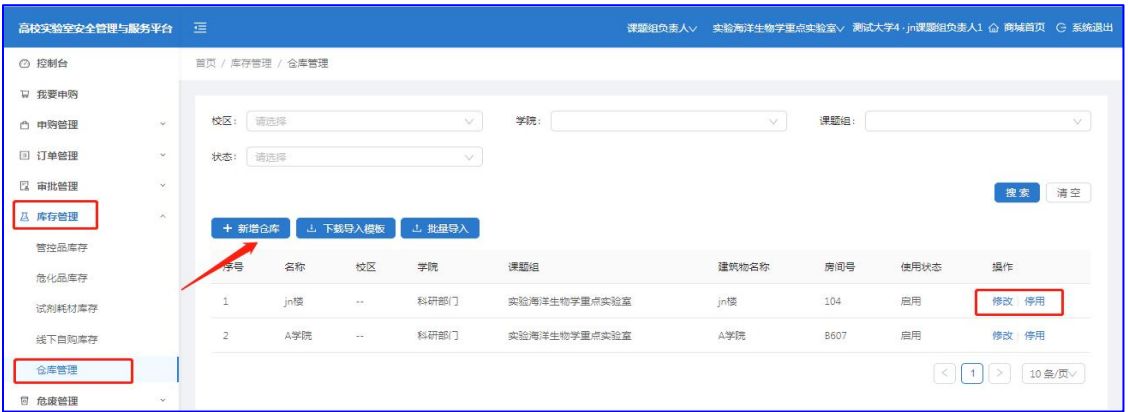 高校实验室安全管理与服务平台
课题组负责人 实验海洋生物学重点实验室 测试大学4 - jn课题组负责人1 商城首页 系统退出
控制台
首页 / 库存管理 / 仓库管理
我要申购
申购管理
校区: 请选择 学院: 课题组:
订单管理
状态: 请选择
审批管理
搜索 清空
库存管理
+ 新增仓库 下载导入模板 批量导入
管控品库存
序号 名称 校区 学院 课题组 建筑物名称 房间号 使用状态 操作
危化品库存
1 jn楼 -- 科研部门 实验海洋生物学重点实验室 jn楼 104 启用 修改 停用
试剂耗材库存
2 A学院 -- 科研部门 实验海洋生物学重点实验室 A学院 B607 启用 修改 停用
线下自购库存
仓库管理
< 1 > 10 条/页
危废管理